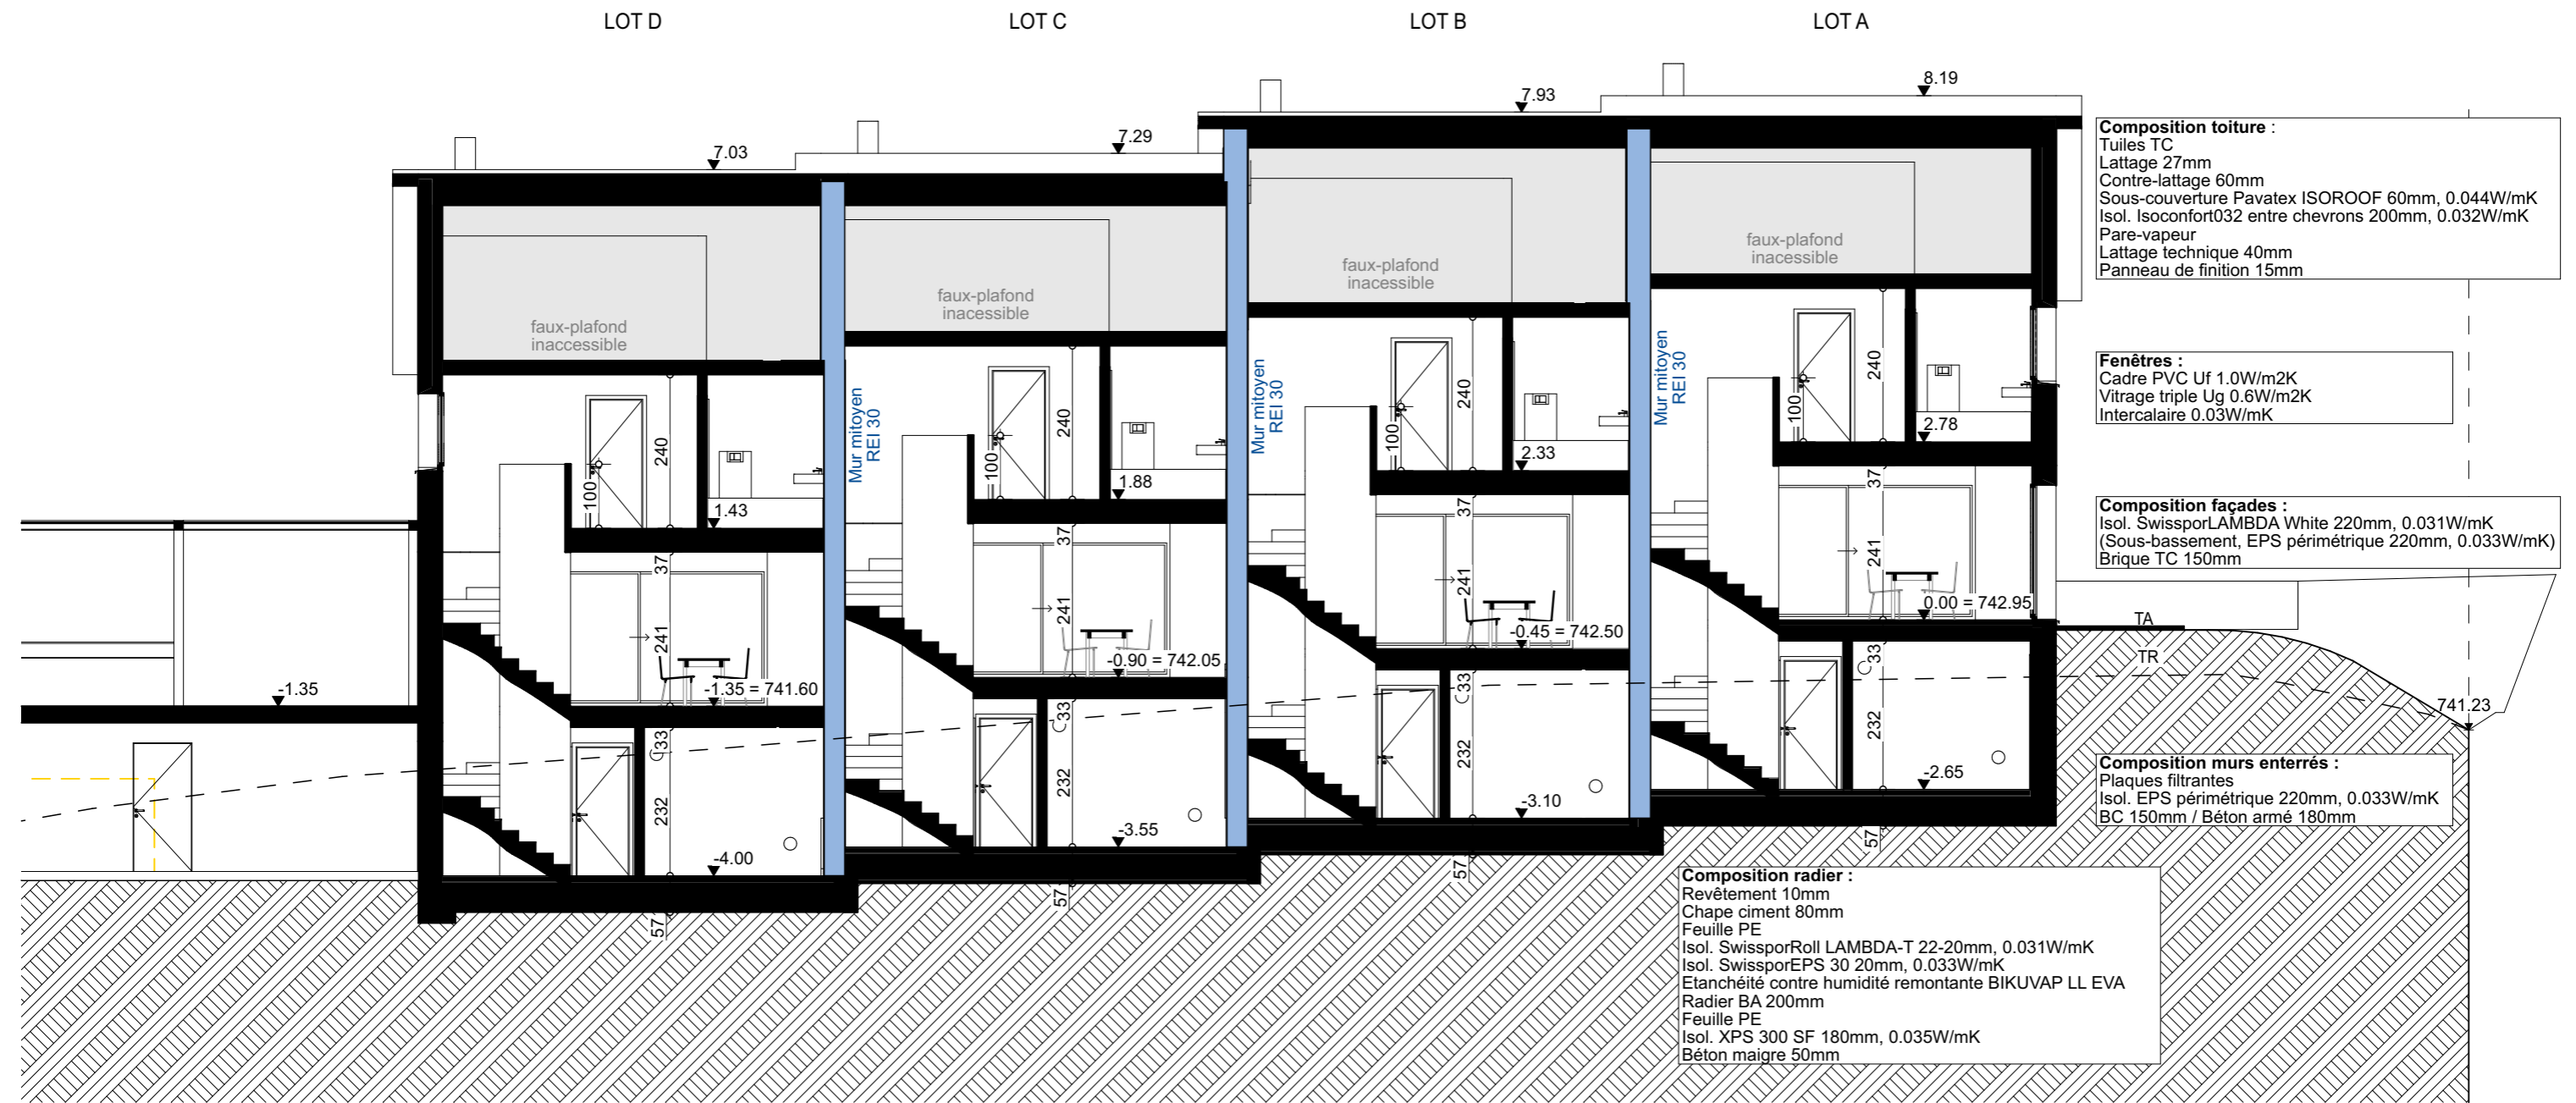 LOT D
LOT C
LOT B
LOT A
7.03
7.29
7.93
8.19
faux-plafond
inaccessible
faux-plafond
inacessible
faux-plafond
inacessible
faux-plafond
inacessible
Mur mitoyen
REI 30
Mur mitoyen
REI 30
Mur mitoyen
REI 30
240
100
1.43
37
241
-1.35 = 741.60
33
232
-4.00
57
240
100
1.88
37
241
-0.90 = 742.05
33
232
-3.55
57
240
100
2.33
37
241
-0.45 = 742.50
33
232
-3.10
57
240
100
2.78
37
241
0.00 = 742.95
33
232
-2.65
57
-1.35
TA
TR
741.23
Composition toiture :
Tuiles TC
Lattage 27mm
Contre-lattage 60mm
Sous-couverture Pavatex ISOROOF 60mm, 0.044W/mK
Isol. Isoconfort032 entre chevrons 200mm, 0.032W/mK
Pare-vapeur
Lattage technique 40mm
Panneau de finition 15mm
Fenêtres :
Cadre PVC Uf 1.0W/m2K
Vitrage triple Ug 0.6W/m2K
Intercalaire 0.03W/mK
Composition façades :
Isol. SwissporLAMBDA White 220mm, 0.031W/mK
(Sous-bassement, EPS périmétrique 220mm, 0.033W/mK)
Brique TC 150mm
Composition murs enterrés :
Plaques filtrantes
Isol. EPS périmétrique 220mm, 0.033W/mK
BC 150mm / Béton armé 180mm
Composition radier :
Revêtement 10mm
Chape ciment 80mm
Feuille PE
Isol. SwissporRoll LAMBDA-T 22-20mm, 0.031W/mK
Isol. SwissporEPS 30 20mm, 0.033W/mK
Etanchéité contre humidité remontante BIKUVAP LL EVA
Radier BA 200mm
Feuille PE
Isol. XPS 300 SF 180mm, 0.035W/mK
Béton maigre 50mm